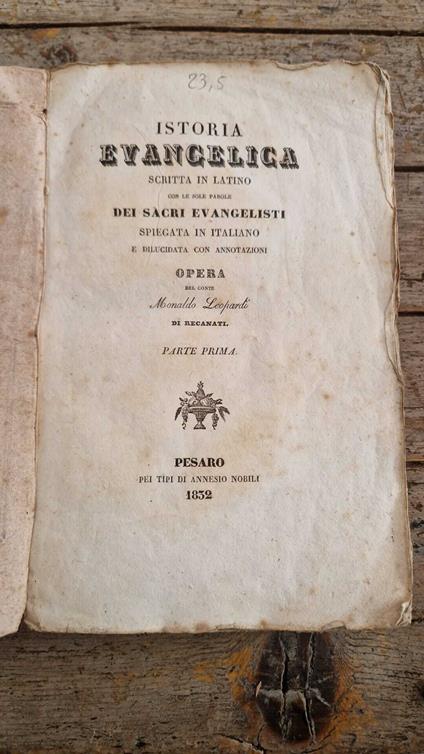 23,5
ISTORIA
EVANGELICA
SCRITTA IN LATINO
CON LE SOLE PAROLE
DEI SACRI EVANGELISTI
SPIEGATA IN ITALIANO
E DILUCIDATA CON ANNOTAZIONI
OPERA
DEL CONTE
Monaldo Leopardi
DI RECANATI.
PARTE PRIMA.
PESARO
PEI TIPI DI ANNESIO NOBILI
1832